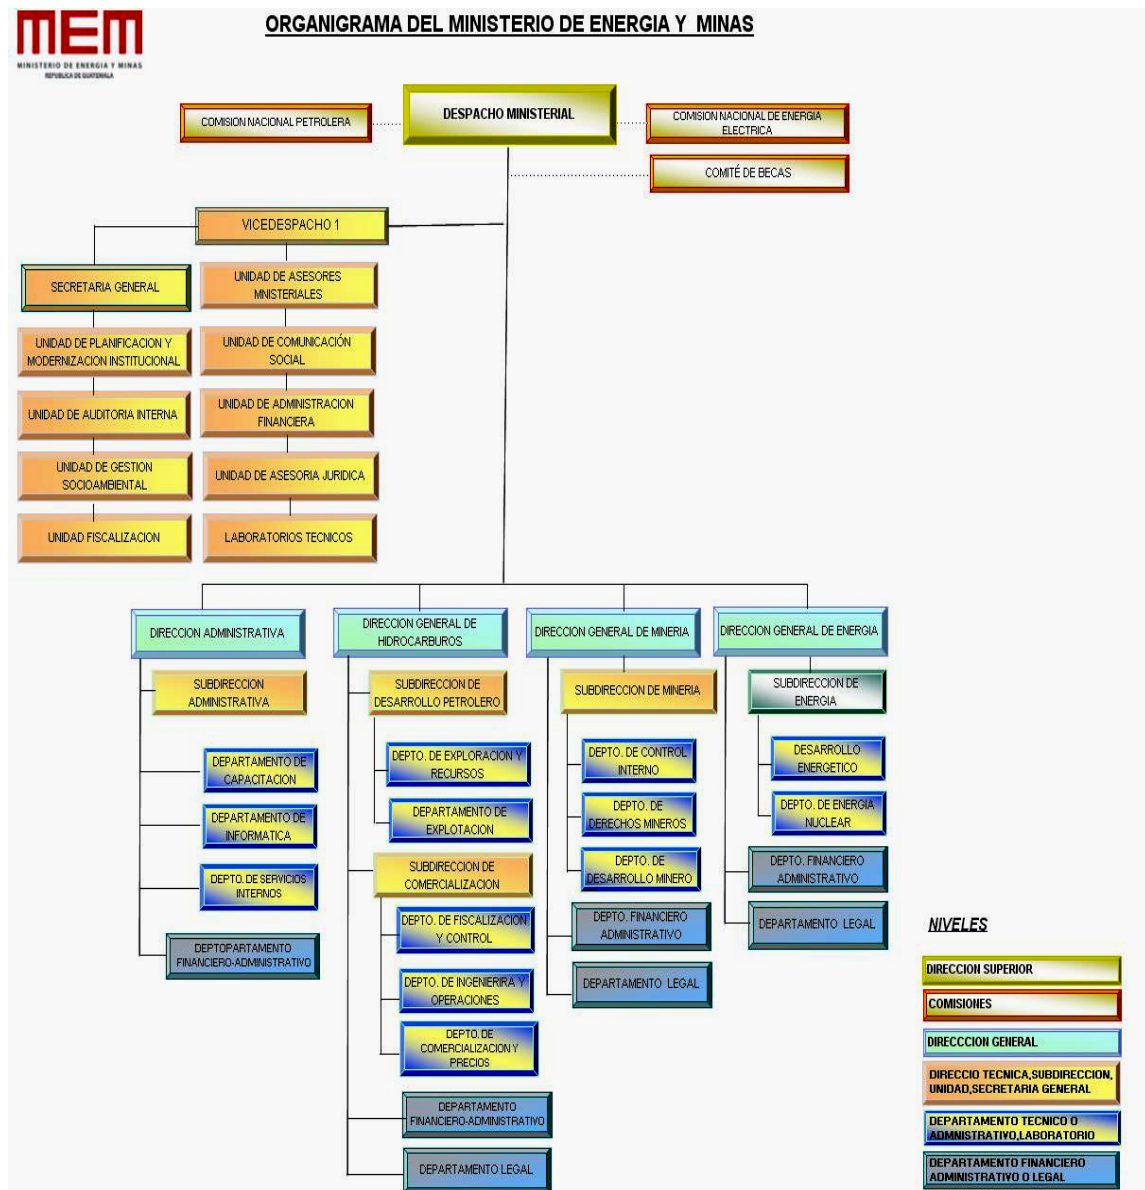 MEM
MINISTERIO DE ENERGIA Y MINAS
REPUBLICA DE GUATEMALA
ORGANIGRAMA DEL MINISTERIO DE ENERGIA Y MINAS
COMISION NACIONAL PETROLERA
DESPACHO MINISTERIAL
COMISION NACIONAL DE ENERGIA
ELECTRICA
COMITÉ DE BECAS
VICEDESPACHO 1
SECRETARIA GENERAL
UNIDAD DE PLANIFICACION Y
MODERNIZACION INSTITUCIONAL
UNIDAD DE AUDITORIA INTERNA
UNIDAD DE GESTION
SOCIOAMBIENTAL
UNIDAD FISCALIZACION
UNIDAD DE ASESORES
MNISTERIALES
UNIDAD DE COMUNICACIÓN
SOCIAL
UNIDAD DE ADMINISTRACION
FINANCIERA
UNIDAD DE ASESORIA JURIDICA
LABORATORIOS TECNICOS
DIRECCION ADMINISTRATIVA
SUBDIRECCION
ADMINISTRATIVA
DEPARTAMENTO DE
CAPACITACION
DEPARTAMENTO DE
INFORMATICA
DEPTO. DE SERVICIOS
INTERNOS
DEPTOPARTAMENTO
FINANCIERO-ADMINISTRATIVO
DIRECCION GENERAL DE
HIDROCARBUROS
SUBDIRECCION DE
DESARROLLO PETROLERO
DEPTO. DE EXPLORACION Y
RECURSOS
DEPARTAMENTO DE
EXPLOTACION
SUBDIRECCION DE
COMERCIALIZACION
DEPTO. DE FISCALIZACION
Y CONTROL
DEPTO. DE INGENIERIRA Y
OPERACIONES
DEPTO. DE
COMERCIALIZACION Y
PRECIOS
DEPARTAMENTO
FINANCIERO-ADMINISTRATIVO
DEPARTAMENTO LEGAL
DIRECCION GENERAL DE MINERIA
SUBDIRECCION DE MINERIA
DEPTO. DE CONTROL
INTERNO
DEPTO. DE
DERECHOS MINEROS
DEPTO. DE
DESARROLLO MINERO
DEPTO. FINANCIERO
ADMINISTRATIVO
DEPARTAMENTO LEGAL
DIRECCION GENERAL DE ENERGIA
SUBDIRECCION DE
ENERGIA
DESARROLLO
ENERGETICO
DEPTO. DE ENERGIA
NUCLEAR
DEPTO. FINANCIERO
ADMINISTRATIVO
DEPARTAMENTO LEGAL
NIVELES
DIRECCION SUPERIOR
COMISIONES
DIRECCCION GENERAL
DIRECCIO TECNICA,SUBDIRECCION,
UNIDAD,SECRETARIA GENERAL
DEPARTAMENTO TECNICO O
ADMNISTRATIVO,LABORATORIO
DEPARTAMENTO FINANCIERO
ADMINISTRATIVO O LEGAL